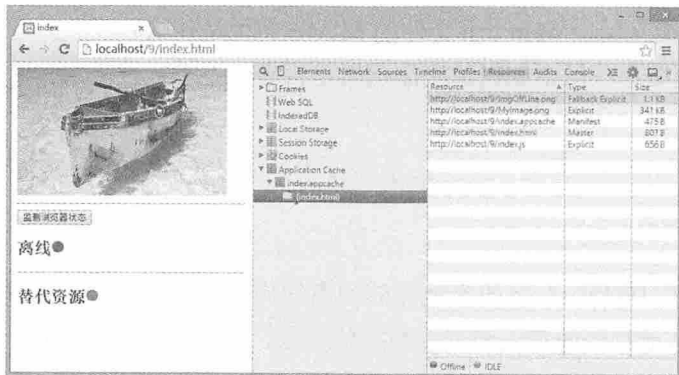 index
localhost/9/index.html
Elements Network Sources Timeline Profiles Resources Audits Console
Frames
Web SQL
IndexedDB
Local Storage
Session Storage
Cookies
Application Cache
index.appcache
(index.html)
Resource Type Size
http://localhost/9/ImgOffLine.png Fallback Explicit 1.1 KB
http://localhost/9/MyImage.png Explicit 341 KB
http://localhost/9/index.appcache Manifest 475 B
http://localhost/9/index.html Master 801 B
http://localhost/9/index.js Explicit 656 B
监测浏览器状态
离线
替代资源
Offline IDLE